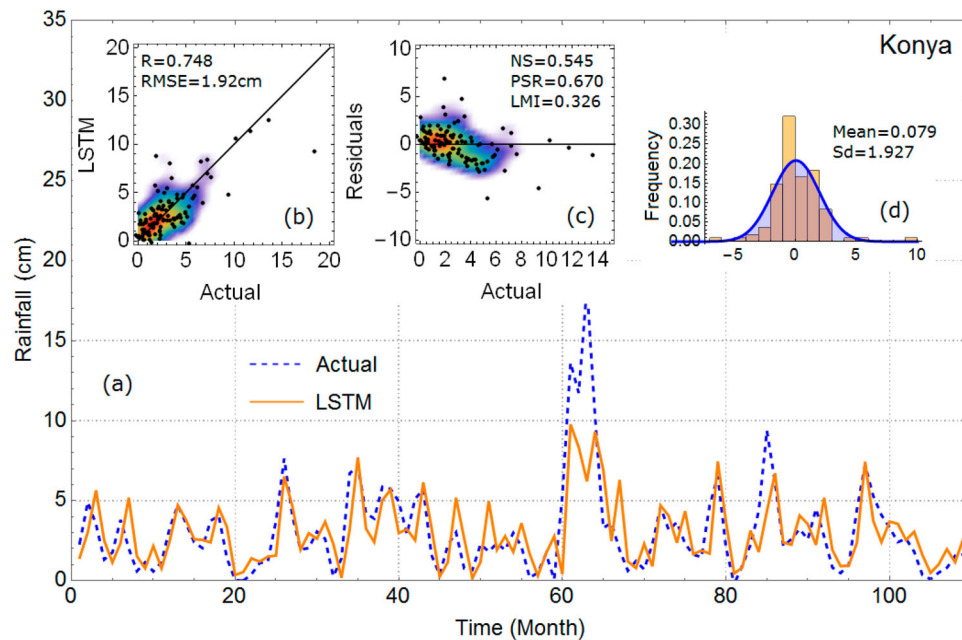 Konya
R=0.748
RMSE=1.92cm
20
15
10
5
0
LSTM
(b)
0 5 10 15 20
Actual
NS=0.545
PSR=0.670
LMI=0.326
10
5
0
−5
−10
Residuals
(c)
0 2 4 6 8 10 12 14
Actual
Mean=0.079
Sd=1.927
0.30
0.25
0.20
0.15
0.10
0.05
0.00
Frequency
(d)
−5 0 5 10
35
30
25
20
15
10
5
0
Rainfall (cm)
(a)
Actual
LSTM
0 20 40 60 80 100
Time (Month)